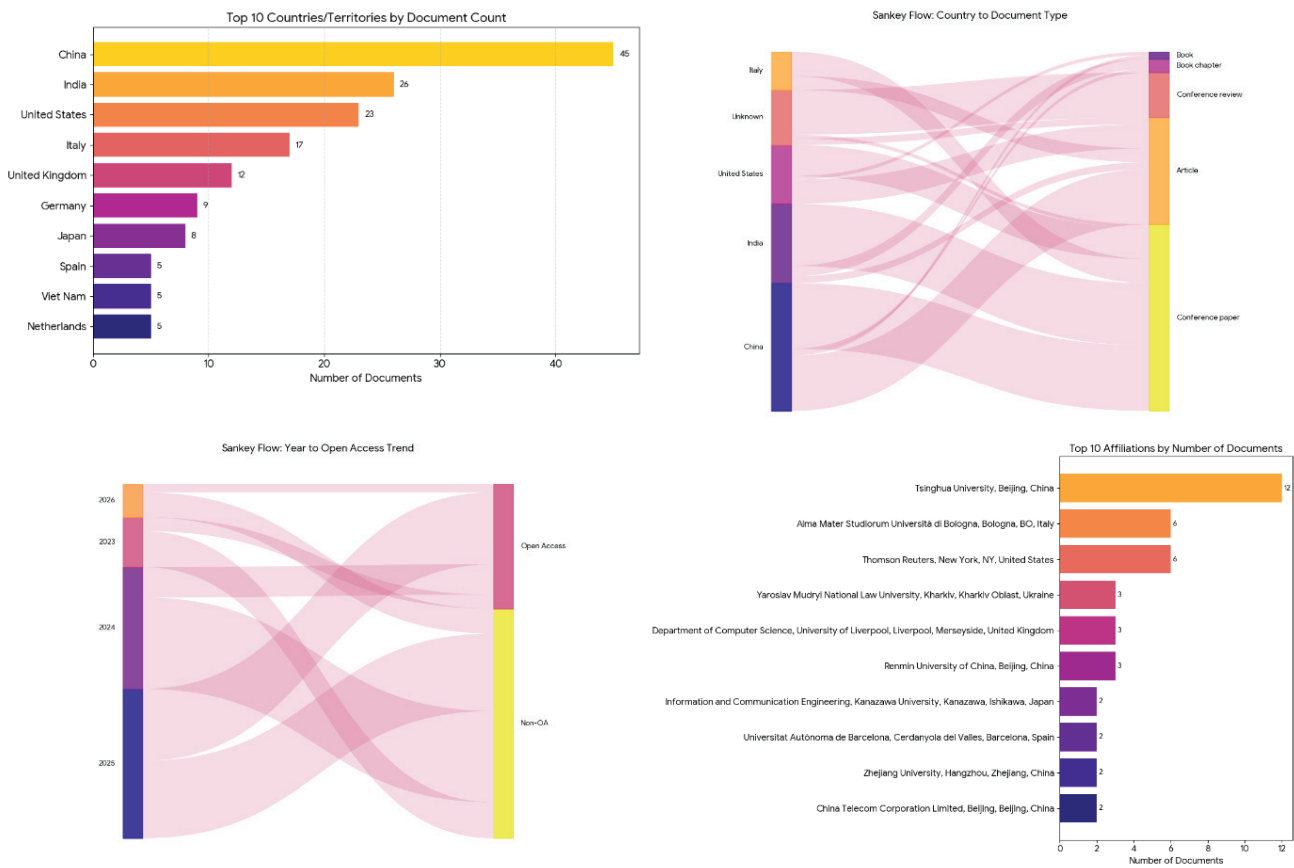 Top 10 Countries/Territories by Document Count
China
45
India
26
United States
23
Italy
17
United Kingdom
12
Germany
9
Japan
8
Spain
5
Viet Nam
5
Netherlands
5
0 10 20 30 40
Number of Documents
Sankey Flow: Country to Document Type
Italy
Unknown
United States
India
China
Book
Book chapter
Conference review
Article
Conference paper
Sankey Flow: Year to Open Access Trend
2026
2023
2024
2025
Open Access
Non-OA
Top 10 Affiliations by Number of Documents
Tsinghua University, Beijing, China
12
Alma Mater Studiorum Università di Bologna, Bologna, BO, Italy
6
Thomson Reuters, New York, NY, United States
6
Yaroslav Mudryi National Law University, Kharkiv, Kharkiv Oblast, Ukraine
3
Department of Computer Science, University of Liverpool, Liverpool, Merseyside, United Kingdom
3
Renmin University of China, Beijing, China
3
Information and Communication Engineering, Kanazawa University, Kanazawa, Ishikawa, Japan
2
Universitat Autònoma de Barcelona, Cerdanyola del Valles, Barcelona, Spain
2
Zhejiang University, Hangzhou, Zhejiang, China
2
China Telecom Corporation Limited, Beijing, Beijing, China
2
0 2 4 6 8 10 12
Number of Documents